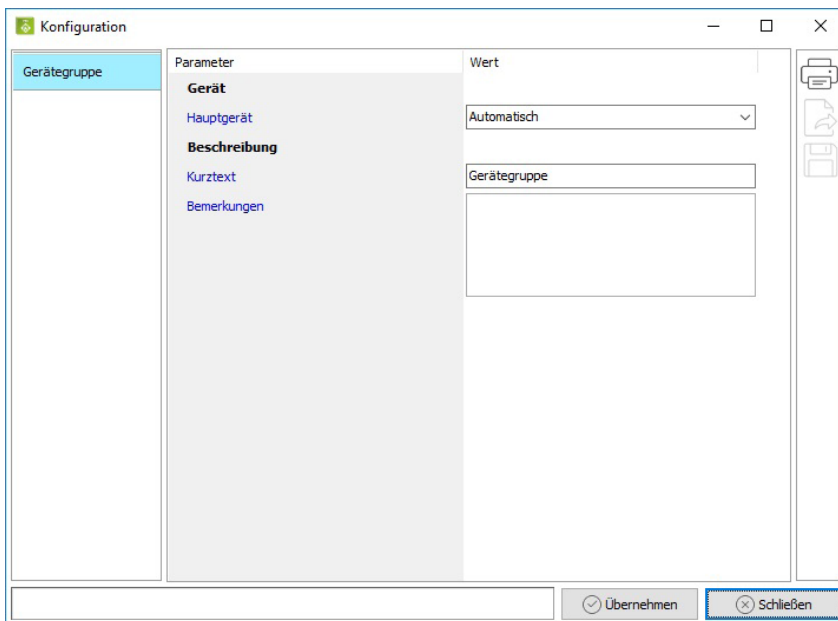 Konfiguration
Gerätegruppe
Parameter Wert
Gerät
Hauptgerät Automatisch
Beschreibung
Kurztext Gerätegruppe
Bemerkungen
Übernehmen Schließen